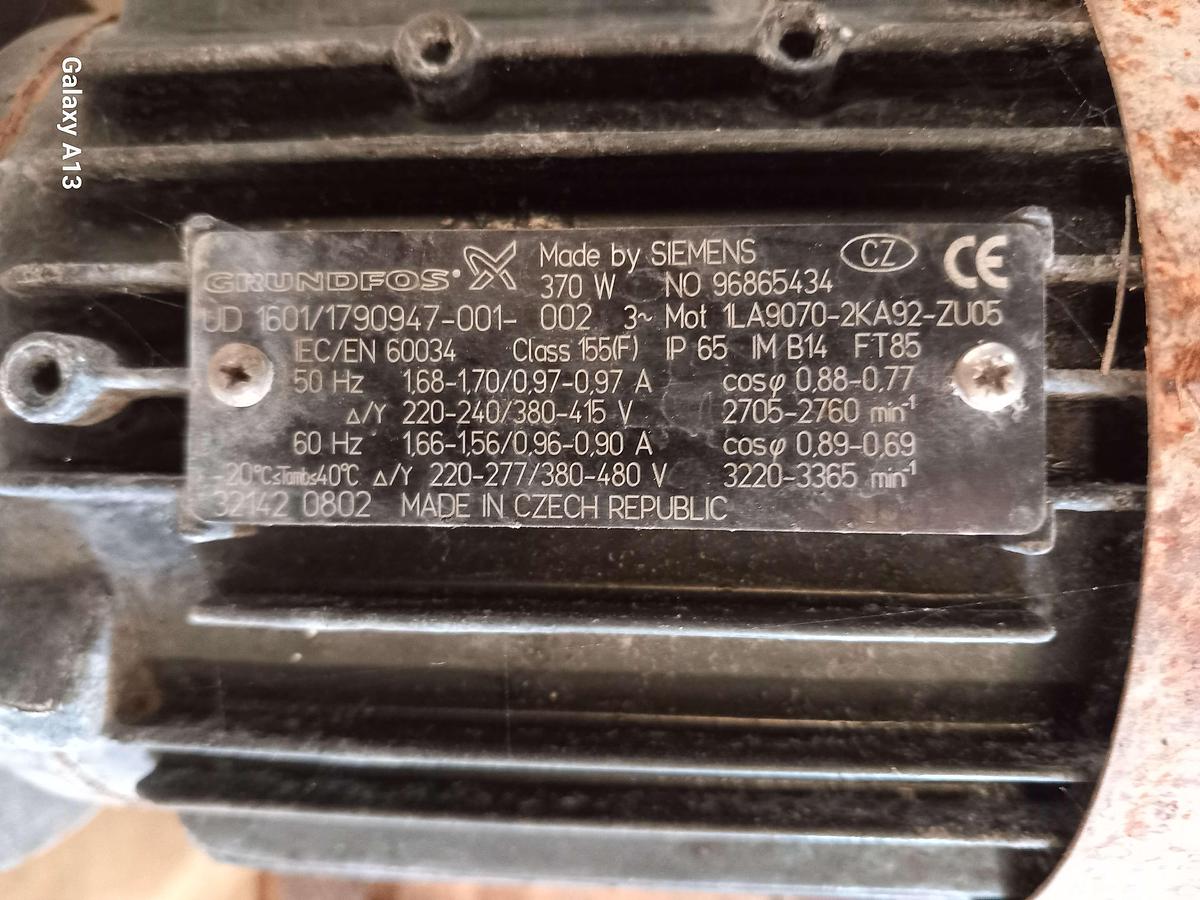 Galaxy A13
GRUNDFOS Made by SIEMENS CZ CE
370 W NO 96865434
UD 1601/1790947-001- 002 3~ Mot 1LA9070-2KA92-ZU05
IEC/EN 60034 Class 155(F) IP 65 IM B14 FT85
50 Hz 1,68-1,70/0,97-0,97 A cosφ 0,88-0,77
Δ/Y 220-240/380-415 V 2705-2760 min⁻¹
60 Hz 1,66-1,56/0,96-0,90 A cosφ 0,89-0,69
-20°C≤Tamb≤40°C Δ/Y 220-277/380-480 V 3220-3365 min⁻¹
32142 0802 MADE IN CZECH REPUBLIC